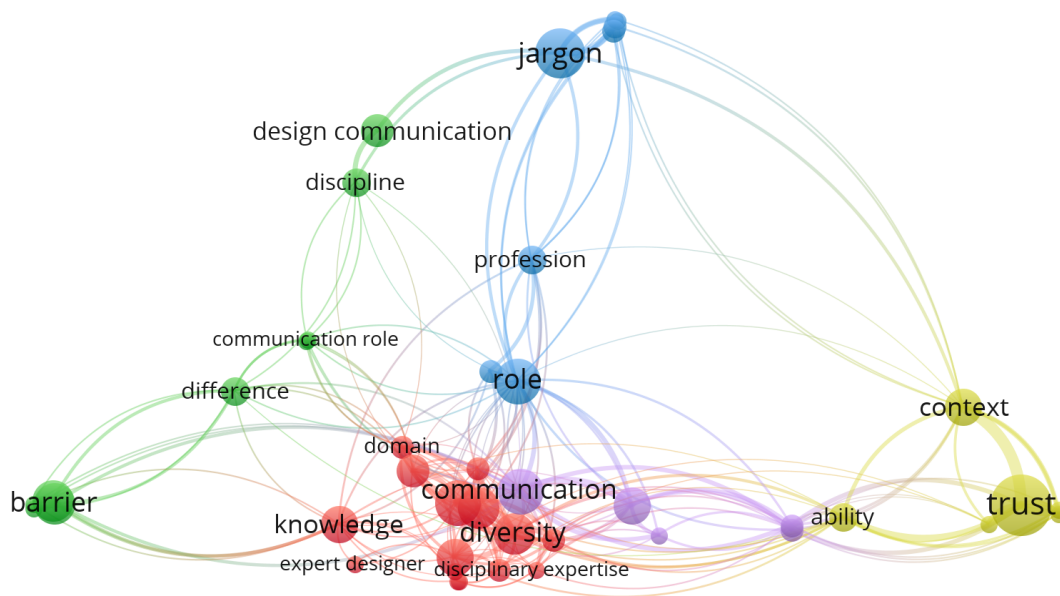 jargon
design communication
discipline
profession
communication role
role
difference
context
domain
communication
barrier
trust
ability
knowledge
diversity
expert designer
disciplinary expertise